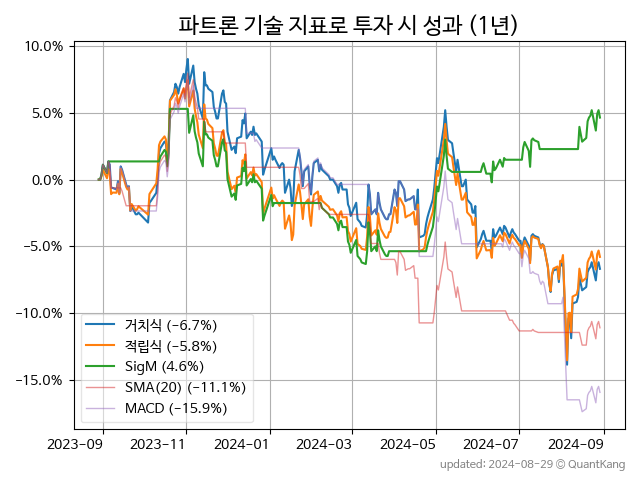 파트론 기술 지표로 투자 시 성과 (1년)
10.0%
5.0%
0.0%
−5.0%
−10.0%
−15.0%
거치식 (−6.7%)
적립식 (−5.8%)
SigM (4.6%)
SMA(20) (−11.1%)
MACD (−15.9%)
2023-09 2023-11 2024-01 2024-03 2024-05 2024-07 2024-09
updated: 2024-08-29 © QuantKang